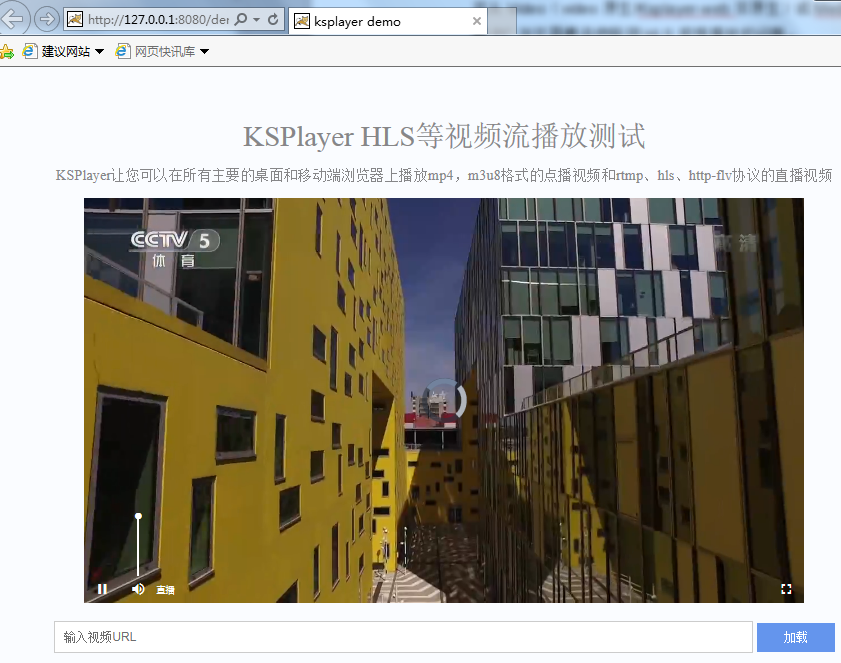 http://127.0.0.1:8080/der
ksplayer demo
建议网站
网页快讯库
KSPlayer HLS等视频流播放测试
KSPlayer让您可以在所有主要的桌面和移动端浏览器上播放mp4，m3u8格式的点播视频和rtmp、hls、http-flv协议的直播视频
CCTV 5
体育
清
直播
输入视频URL
加载